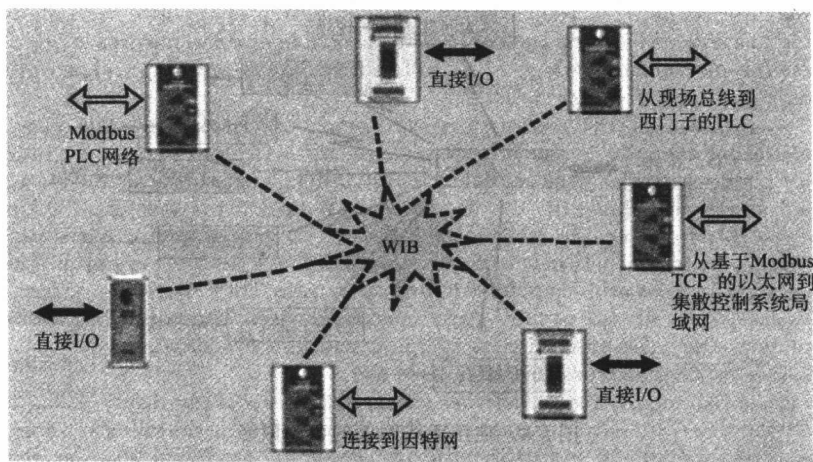 直接I/O
从现场总线到
西门子的PLC
Modbus
PLC网络
WIB
从基于Modbus
TCP 的以太网到
集散控制系统局
域网
直接I/O
直接I/O
连接到因特网